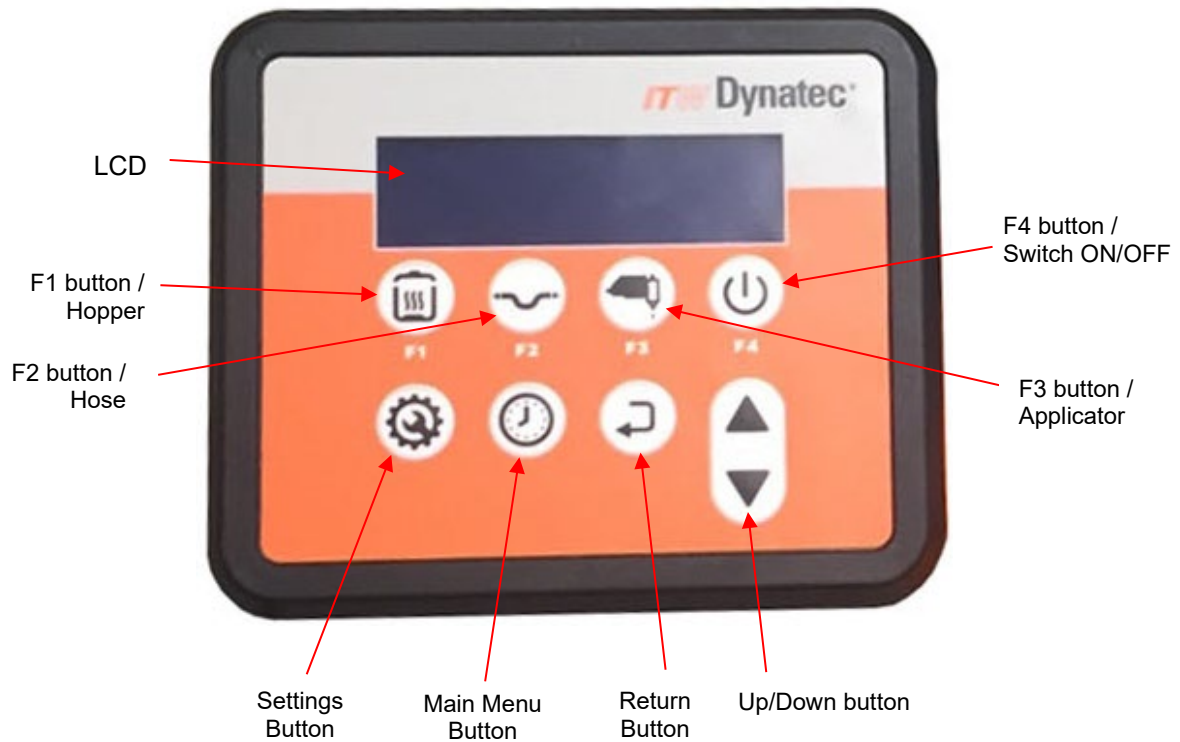 ITW Dynatec
LCD
F4 button /
Switch ON/OFF
F1 button /
Hopper
F1
F2
F3
F4
F2 button /
Hose
F3 button /
Applicator
Settings
Button
Main Menu
Button
Return
Button
Up/Down button